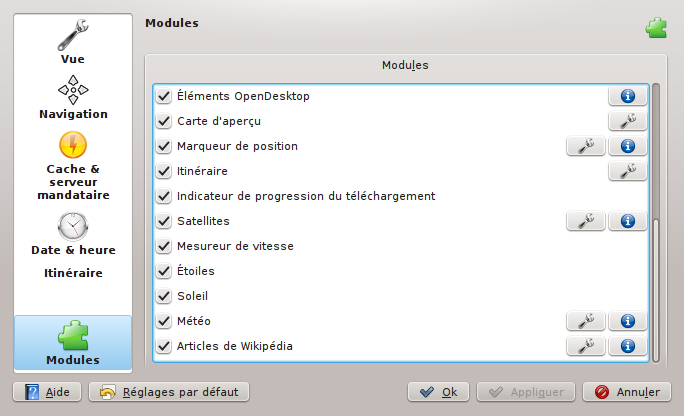 Vue
Navigation
Cache &
serveur
mandataire
Date & heure
Itinéraire
Modules
Modules
Modules
Éléments OpenDesktop
Carte d'aperçu
Marqueur de position
Itinéraire
Indicateur de progression du téléchargement
Satellites
Mesureur de vitesse
Étoiles
Soleil
Météo
Articles de Wikipédia
Aide
Réglages par défaut
Ok
Appliquer
Annuler